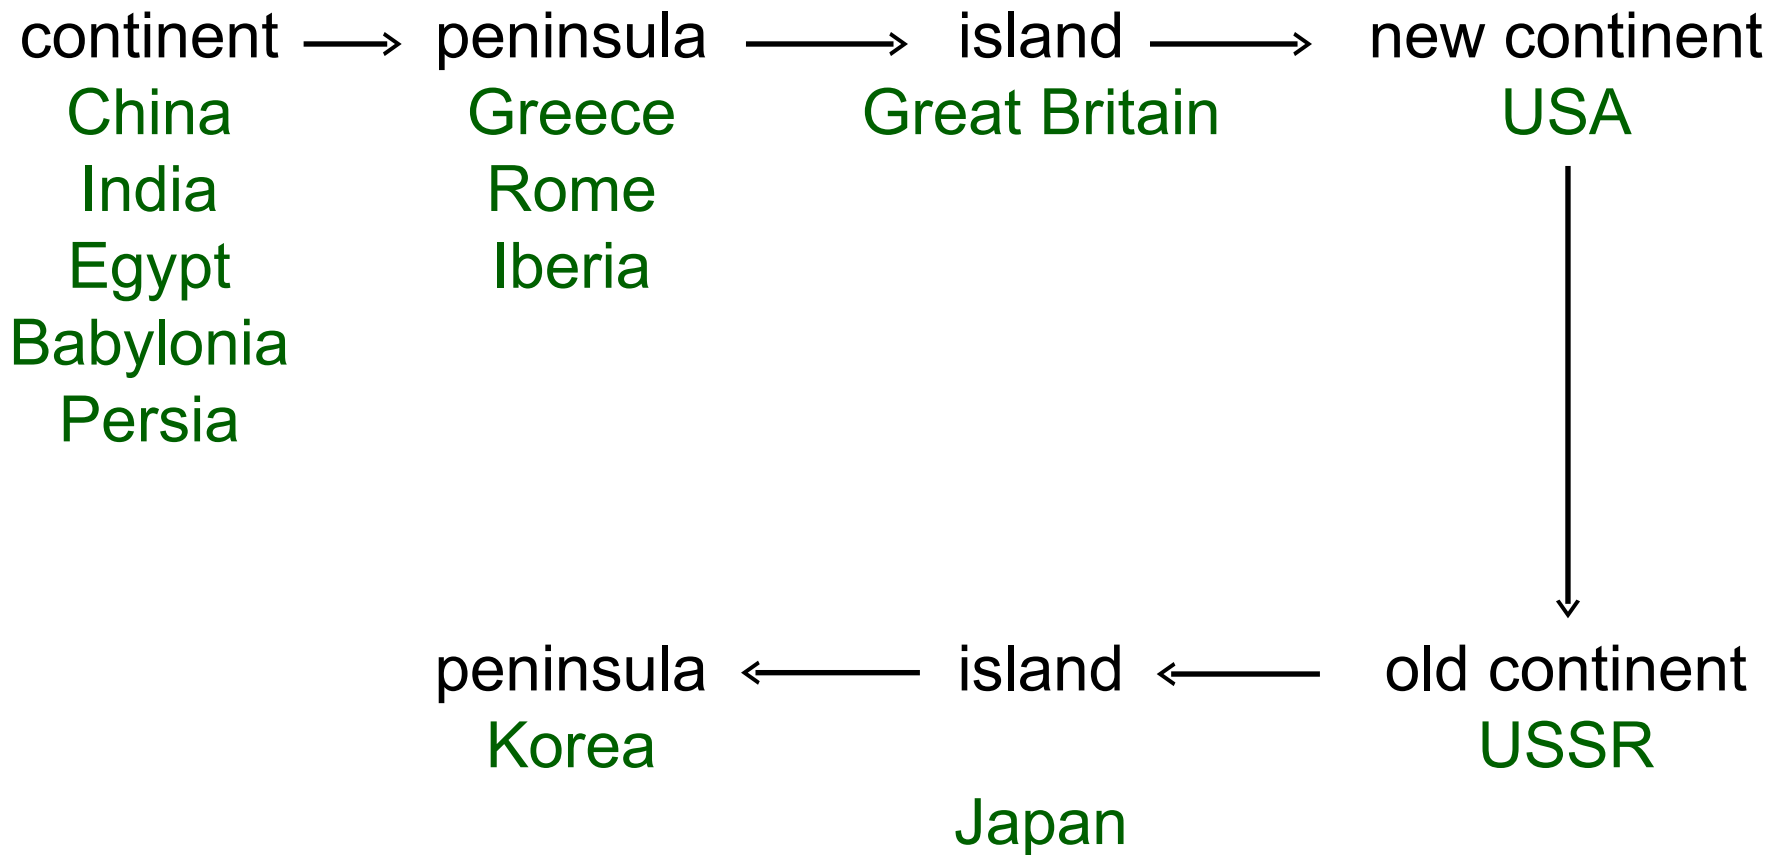 continent peninsula island new continent
China Greece Great Britain USA
India Rome
Egypt Iberia
Babylonia
Persia
peninsula island old continent
Korea USSR
Japan